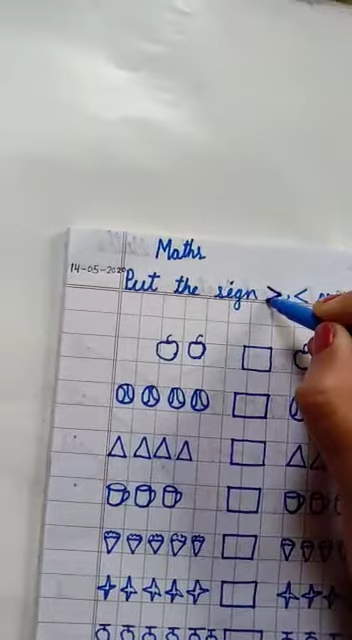 Maths
14-05-2020
Put the sign >, <